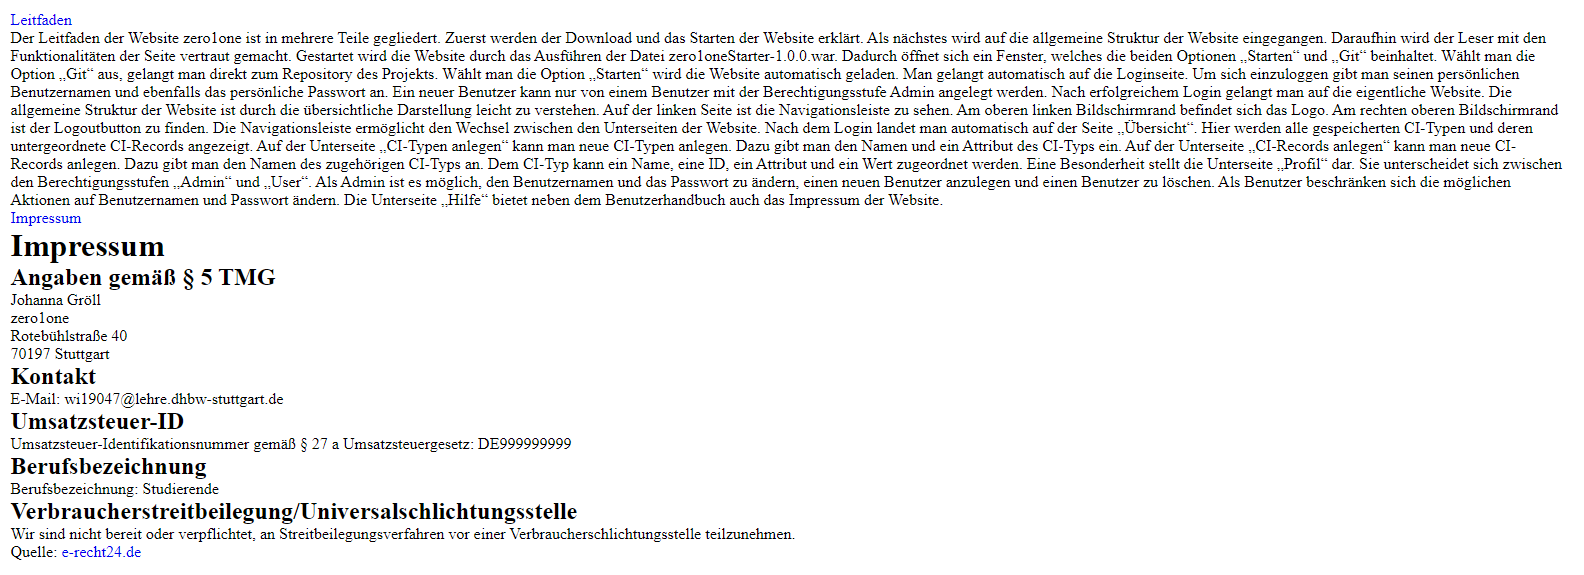 Leitfaden
Der Leitfaden der Website zero1one ist in mehrere Teile gegliedert. Zuerst werden der Download und das Starten der Website erklärt. Als nächstes wird auf die allgemeine Struktur der Website eingegangen. Daraufhin wird der Leser mit den
Funktionalitäten der Seite vertraut gemacht. Gestartet wird die Website durch das Ausführen der Datei zero1oneStarter-1.0.0.war. Dadurch öffnet sich ein Fenster, welches die beiden Optionen „Starten“ und „Git“ beinhaltet. Wählt man die
Option „Git“ aus, gelangt man direkt zum Repository des Projekts. Wählt man die Option „Starten“ wird die Website automatisch geladen. Man gelangt automatisch auf die Loginseite. Um sich einzuloggen gibt man seinen persönlichen
Benutzernamen und ebenfalls das persönliche Passwort an. Ein neuer Benutzer kann nur von einem Benutzer mit der Berechtigungsstufe Admin angelegt werden. Nach erfolgreichem Login gelangt man auf die eigentliche Website. Die
allgemeine Struktur der Website ist durch die übersichtliche Darstellung leicht zu verstehen. Auf der linken Seite ist die Navigationsleiste zu sehen. Am oberen linken Bildschirmrand befindet sich das Logo. Am rechten oberen Bildschirmrand
ist der Logoutbutton zu finden. Die Navigationsleiste ermöglicht den Wechsel zwischen den Unterseiten der Website. Nach dem Login landet man automatisch auf der Seite „Übersicht“. Hier werden alle gespeicherten CI-Typen und deren
untergeordnete CI-Records angezeigt. Auf der Unterseite „CI-Typen anlegen“ kann man neue CI-Typen anlegen. Dazu gibt man den Namen und ein Attribut des CI-Typs ein. Auf der Unterseite „CI-Records anlegen“ kann man neue CI-
Records anlegen. Dazu gibt man den Namen des zugehörigen CI-Typs an. Dem CI-Typ kann ein Name, eine ID, ein Attribut und ein Wert zugeordnet werden. Eine Besonderheit stellt die Unterseite „Profil“ dar. Sie unterscheidet sich zwischen
den Berechtigungsstufen „Admin“ und „User“. Als Admin ist es möglich, den Benutzernamen und das Passwort zu ändern, einen neuen Benutzer anzulegen und einen Benutzer zu löschen. Als Benutzer beschränken sich die möglichen
Aktionen auf Benutzernamen und Passwort ändern. Die Unterseite „Hilfe“ bietet neben dem Benutzerhandbuch auch das Impressum der Website.
Impressum
Impressum
Angaben gemäß § 5 TMG
Johanna Gröll
zero1one
Rotebühlstraße 40
70197 Stuttgart
Kontakt
E-Mail: wi19047@lehre.dhbw-stuttgart.de
Umsatzsteuer-ID
Umsatzsteuer-Identifikationsnummer gemäß § 27 a Umsatzsteuergesetz: DE999999999
Berufsbezeichnung
Berufsbezeichnung: Studierende
Verbraucherstreitbeilegung/Universalschlichtungsstelle
Wir sind nicht bereit oder verpflichtet, an Streitbeilegungsverfahren vor einer Verbraucherschlichtungsstelle teilzunehmen.
Quelle: e-recht24.de